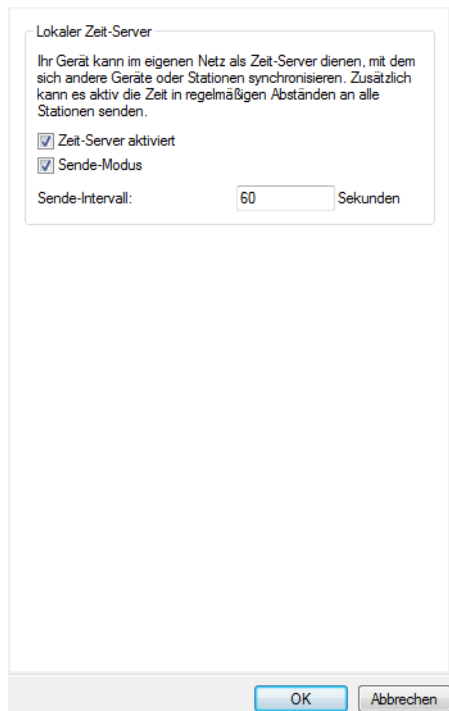 Lokaler Zeit-Server
Ihr Gerät kann im eigenen Netz als Zeit-Server dienen, mit dem
sich andere Geräte oder Stationen synchronisieren. Zusätzlich
kann es aktiv die Zeit in regelmäßigen Abständen an alle
Stationen senden.
Zeit-Server aktiviert
Sende-Modus
Sende-Intervall: 60 Sekunden
OK Abbrechen